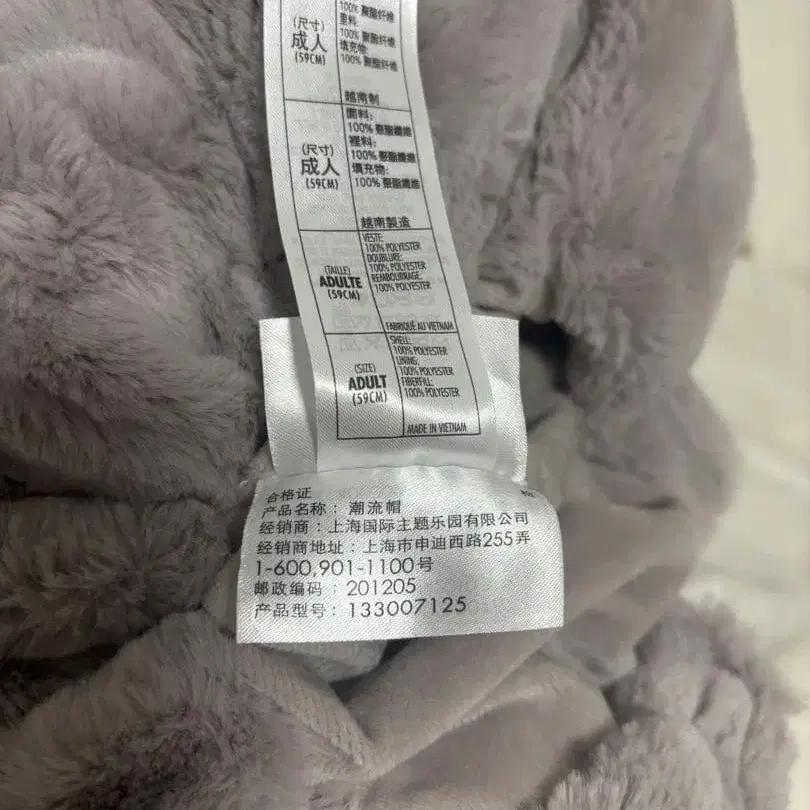 100% 聚酯纤维
里料:
100% 聚酯纤维
填充物:
100% 聚酯纤维
(尺寸)
成人
(59CM)
越南制
面料:
100% 聚酯纖維
裡料:
100% 聚酯纖維
填充物:
100% 聚酯纖維
(尺寸)
成人
(59CM)
越南製造
VESTE:
100% POLYESTER
DOUBLURE:
100% POLYESTER
REMBOURRAGE:
100% POLYESTER
(TAILLE)
ADULTE
(59CM)
FABRIQUÉ AU VIETNAM
SHELL:
100% POLYESTER
LINING:
100% POLYESTER
FIBERFILL:
100% POLYESTER
(SIZE)
ADULT
(59CM)
MADE IN VIETNAM
合格证
产品名称: 潮流帽
经销商:上海国际主题乐园有限公司
经销商地址: 上海市申迪西路255弄
1-600,901-1100号
邮政编码: 201205
产品型号: 133007125